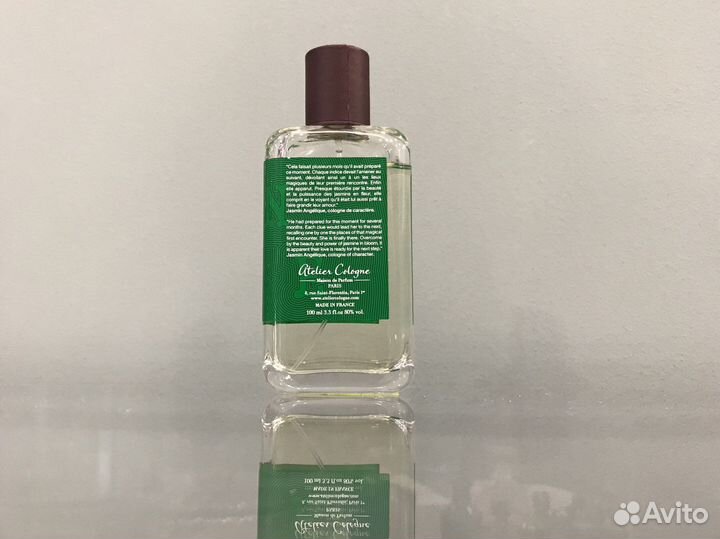 "Cela faisait plusieurs mois qu'il avait préparé
ce moment. Chaque indice devait l'amener au
suivant, dévoilant ainsi un à un les lieux
magiques de leur première rencontre. Enfin
elle apparut. Presque étourdie par la beauté
et la puissance des jasmins en fleur, elle
comprit en le voyant qu'il était lui aussi prêt à
faire grandir leur amour."
Jasmin Angélique, cologne de caractère.
"He had prepared for this moment for several
months. Each clue would lead her to the next,
recalling one by one the places of that magical
first encounter. She is finally there. Overcome
by the beauty and power of jasmine in bloom, it
is apparent that love is ready for the next step."
Jasmin Angélique, cologne of character.
Atelier Cologne
Maison de Parfum
PARIS
8, rue Saint-Florentin, Paris 1er
www.ateliercologne.com
MADE IN FRANCE
100 ml 3.3 fl.oz 80% vol.
Avito